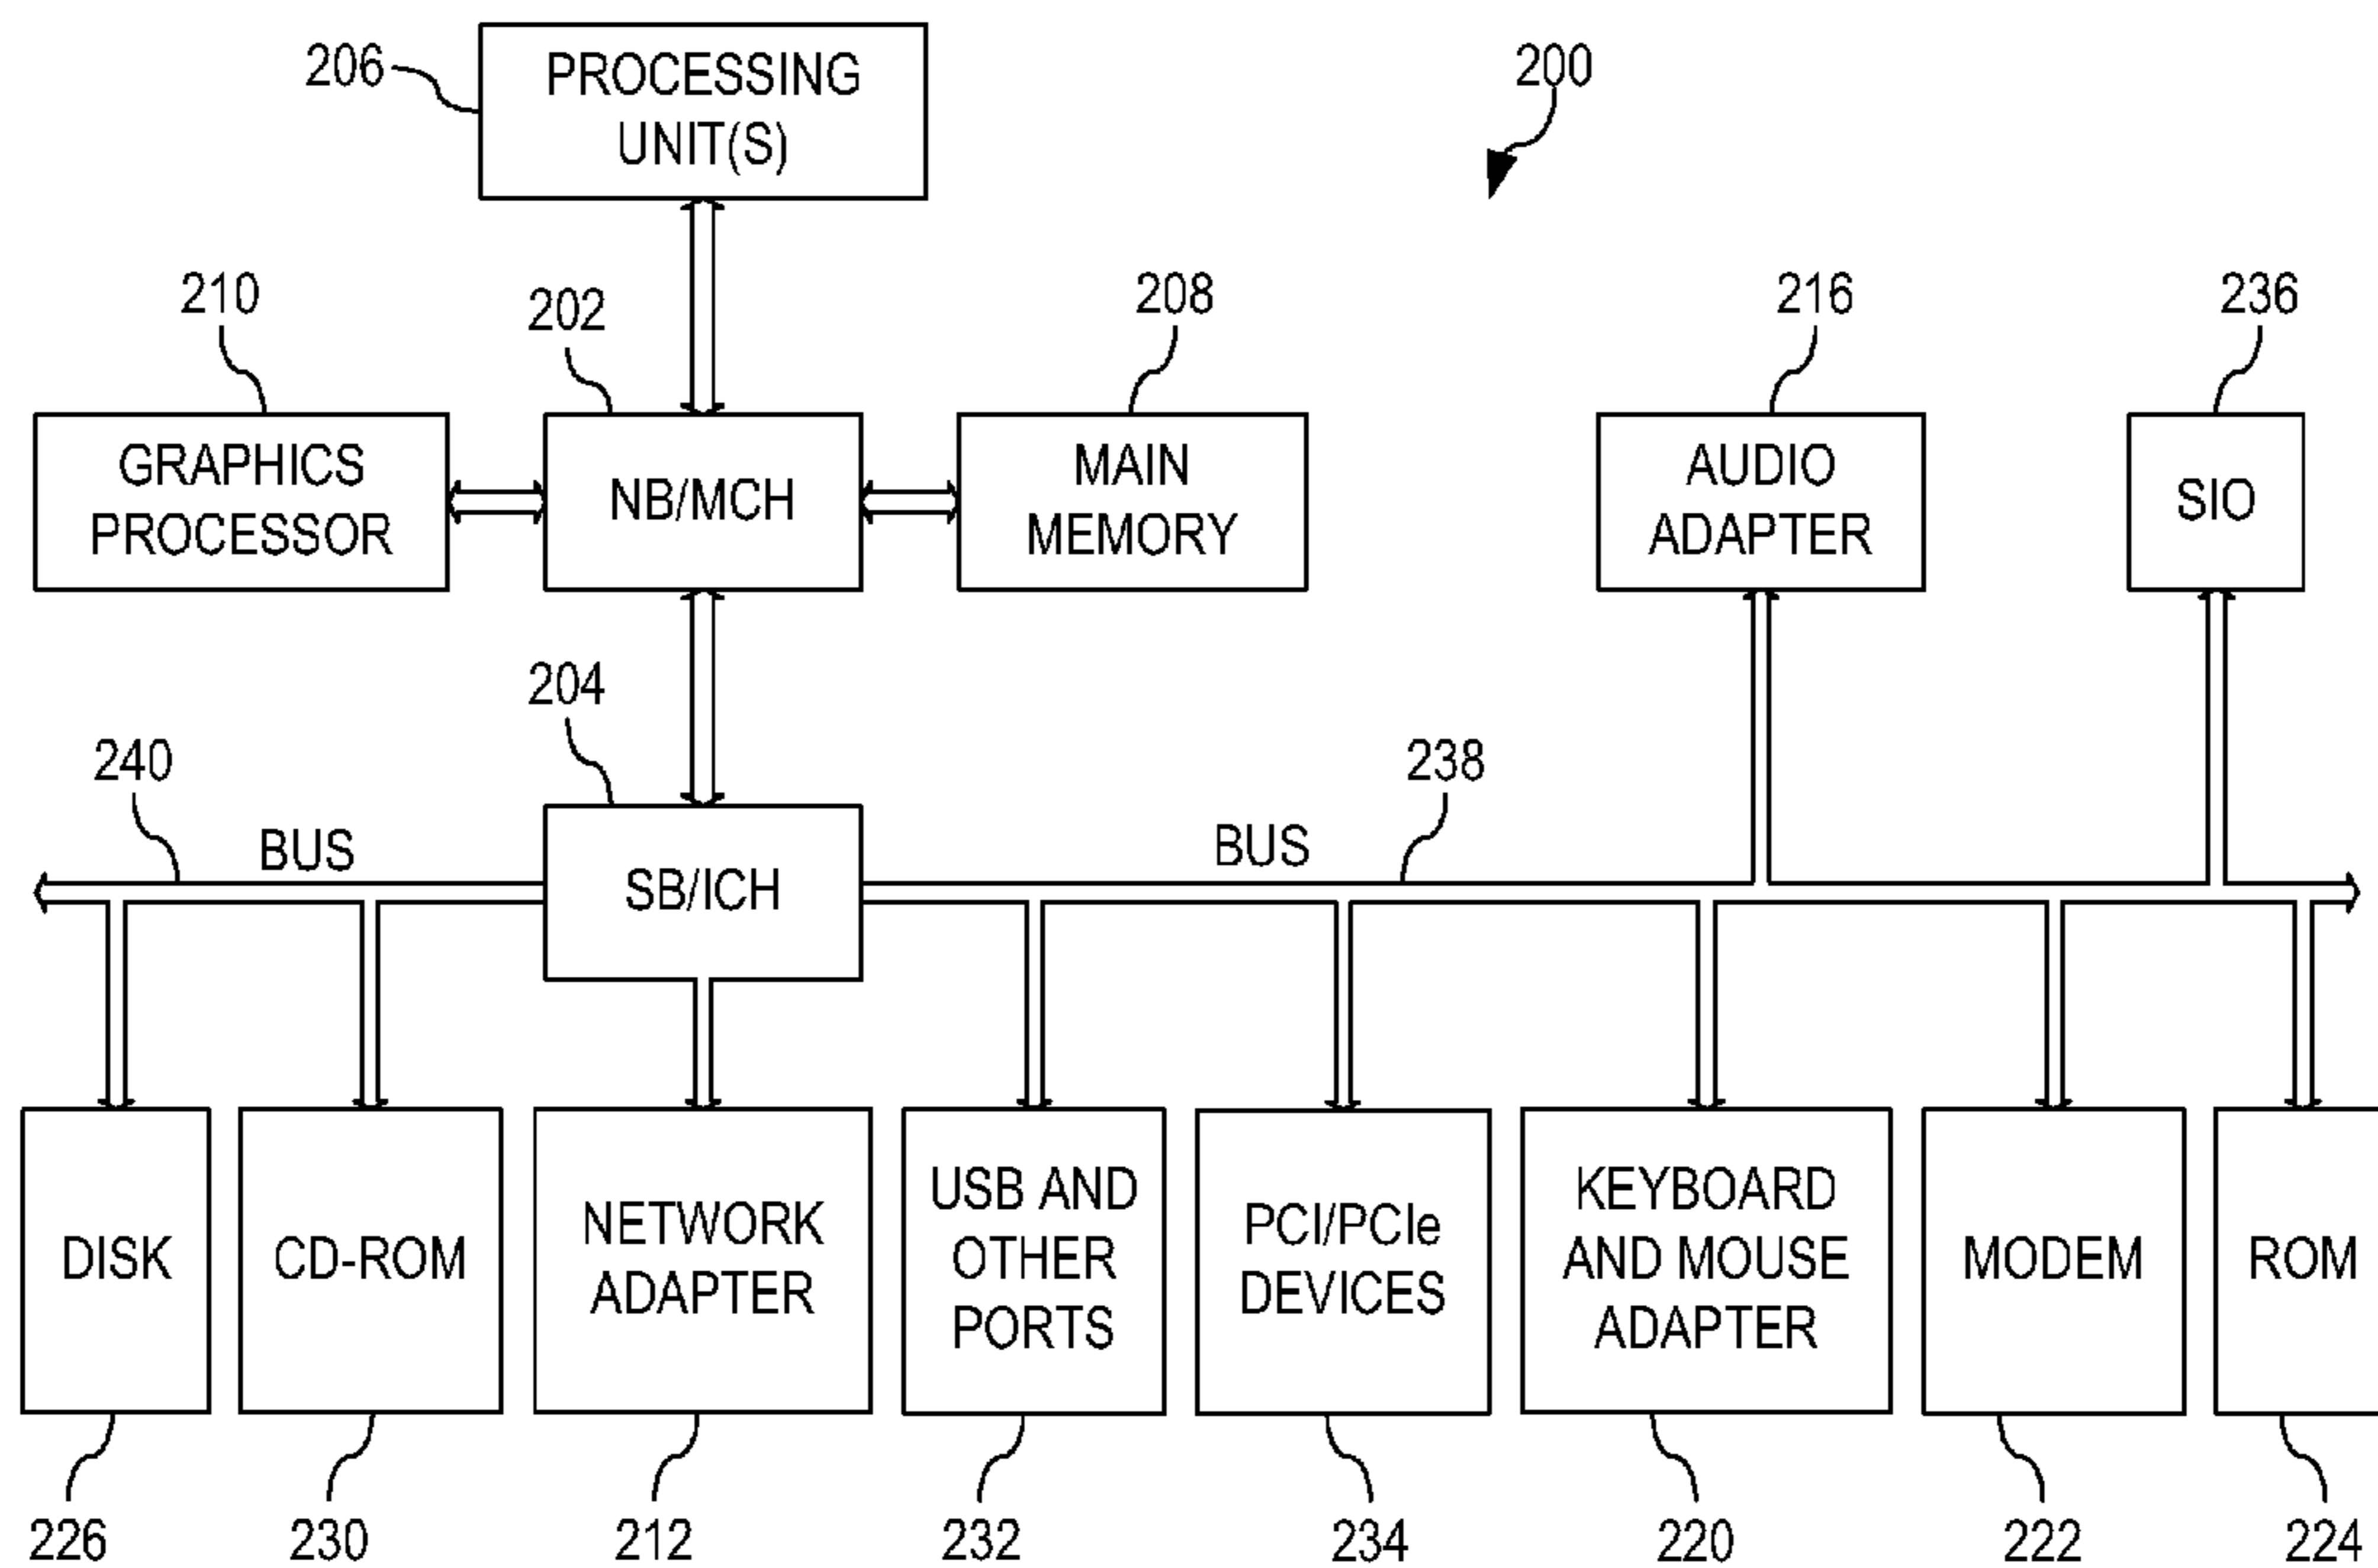 206
PROCESSING
UNIT(S)
200
210
202
208
216
236
GRAPHICS
PROCESSOR
NB/MCH
MAIN
MEMORY
AUDIO
ADAPTER
SIO
204
240
238
BUS
BUS
SB/ICH
DISK
CD-ROM
NETWORK
ADAPTER
USB AND
OTHER
PORTS
PCI/PCIe
DEVICES
KEYBOARD
AND MOUSE
ADAPTER
MODEM
ROM
226
230
212
232
234
220
222
224